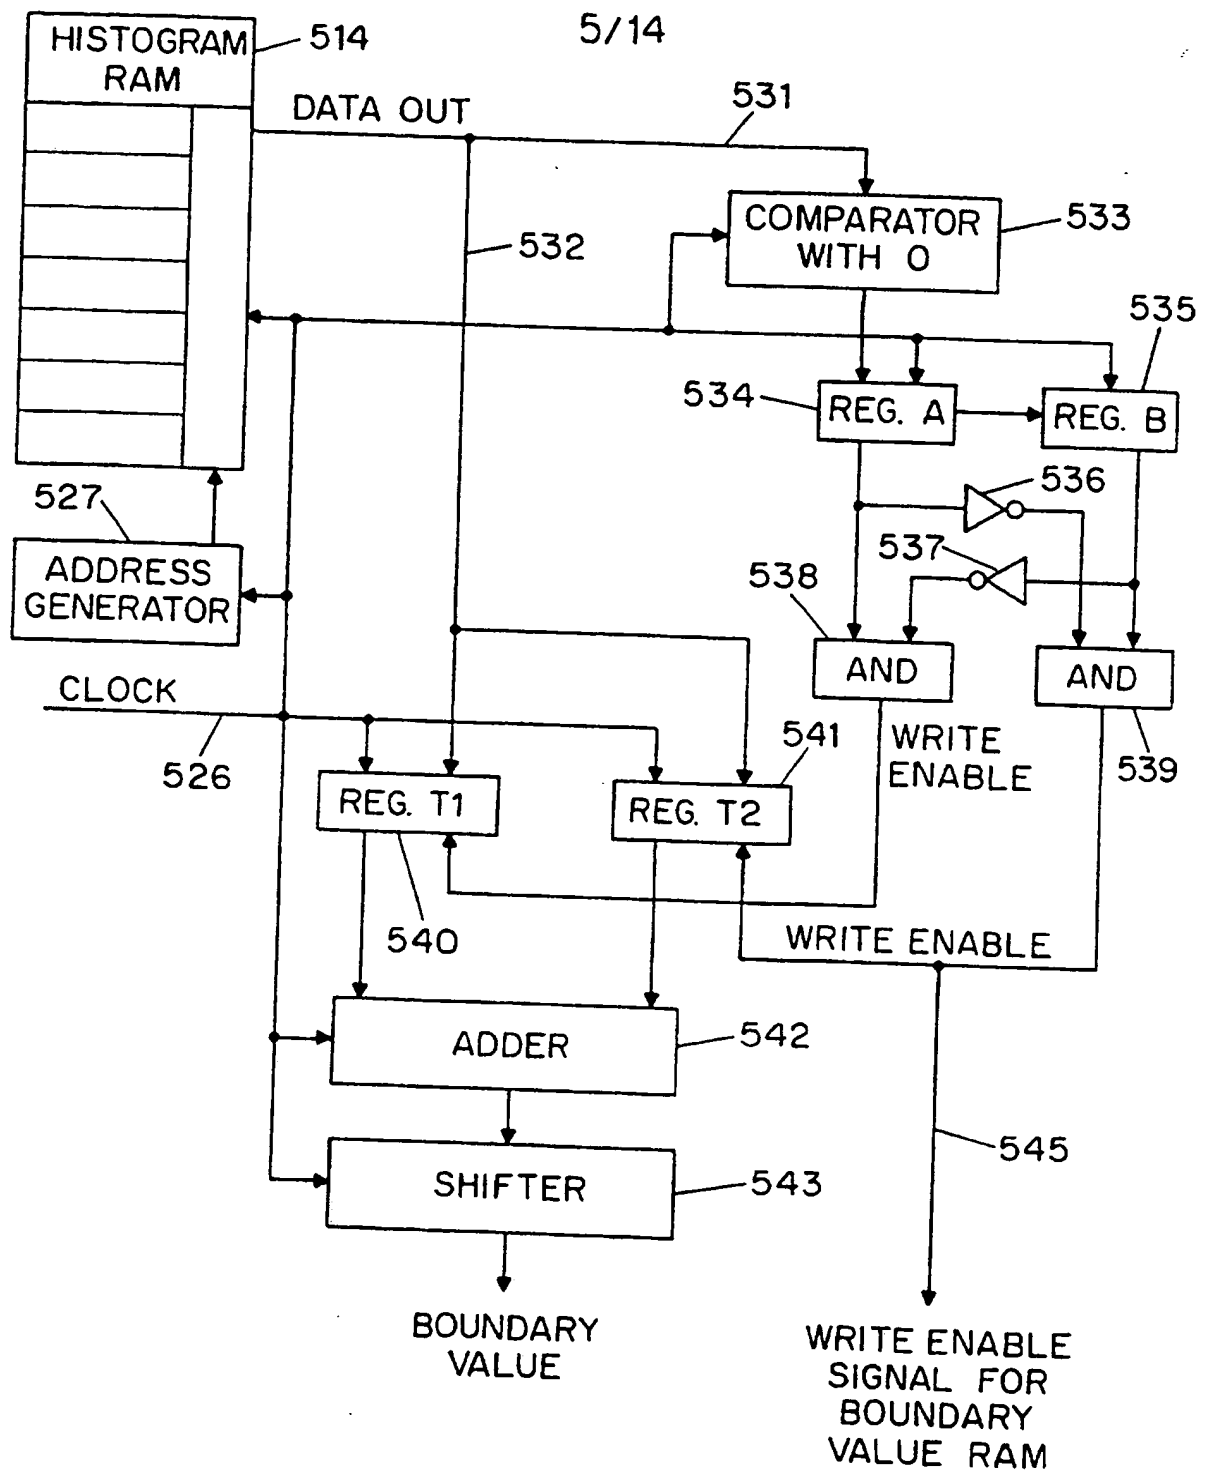 5/14
HISTOGRAM
RAM
514
DATA OUT
531
532
COMPARATOR
WITH 0
533
535
534
REG. A
REG. B
527
536
537
ADDRESS
GENERATOR
538
AND
AND
CLOCK
526
541
WRITE
ENABLE
539
REG. T1
REG. T2
540
WRITE ENABLE
ADDER
542
545
SHIFTER
543
BOUNDARY
VALUE
WRITE ENABLE
SIGNAL FOR
BOUNDARY
VALUE RAM